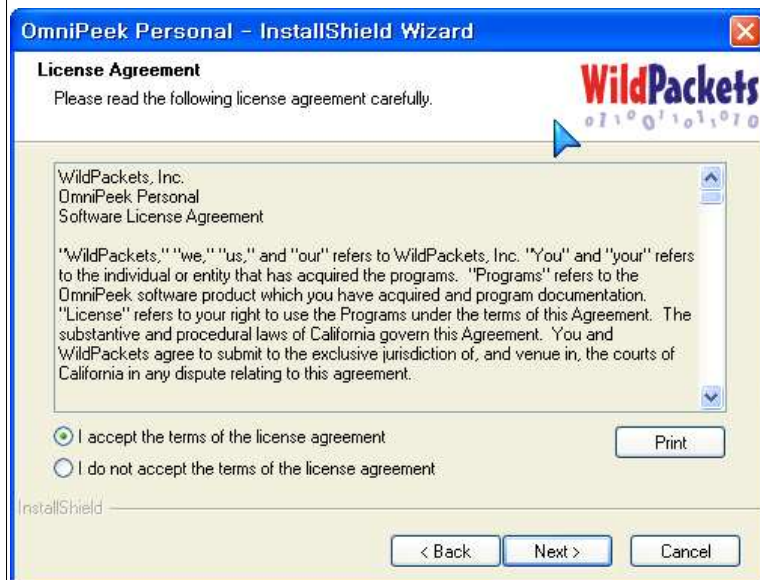 OmniPeek Personal - InstallShield Wizard
License Agreement
Please read the following license agreement carefully.
WildPackets
WildPackets, Inc.
OmniPeek Personal
Software License Agreement
"WildPackets," "we," "us," and "our" refers to WildPackets, Inc. "You" and "your" refers
to the individual or entity that has acquired the programs.  "Programs" refers to the
OmniPeek software product which you have acquired and program documentation.
"License" refers to your right to use the Programs under the terms of this Agreement.  The
substantive and procedural laws of California govern this Agreement.  You and
WildPackets agree to submit to the exclusive jurisdiction of, and venue in, the courts of
California in any dispute relating to this agreement.
I accept the terms of the license agreement
Print
I do not accept the terms of the license agreement
InstallShield
< Back
Next >
Cancel